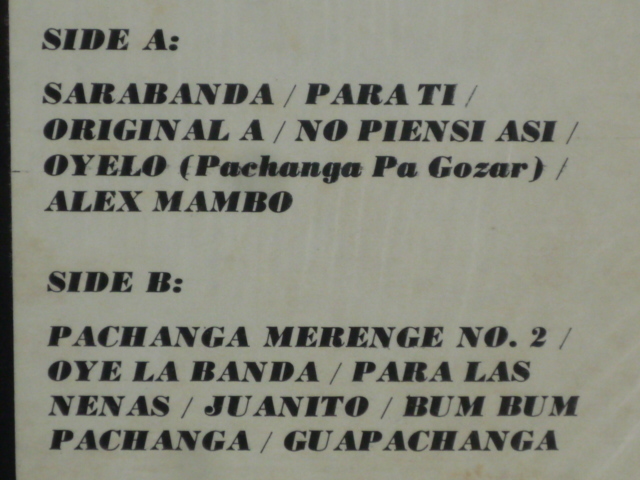 SIDE A:
SARABANDA / PARA TI /
ORIGINAL A / NO PIENSI ASI /
OYELO (Pachanga Pa Gozar) /
ALEX MAMBO
SIDE B:
PACHANGA MERENGE NO. 2 /
OYE LA BANDA / PARA LAS
NENAS / JUANITO / BUM BUM
PACHANGA / GUAPACHANGA